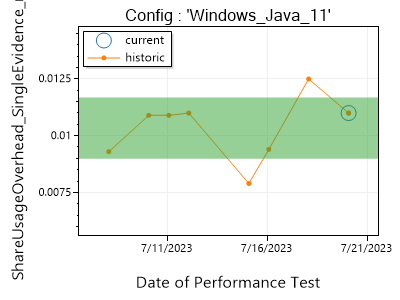 Config : 'Windows_Java_11'
current
historic
0.0125
0.01
0.0075
7/11/2023
7/16/2023
7/21/2023
Date of Performance Test
ShareUsageOverhead_SingleEvidence_